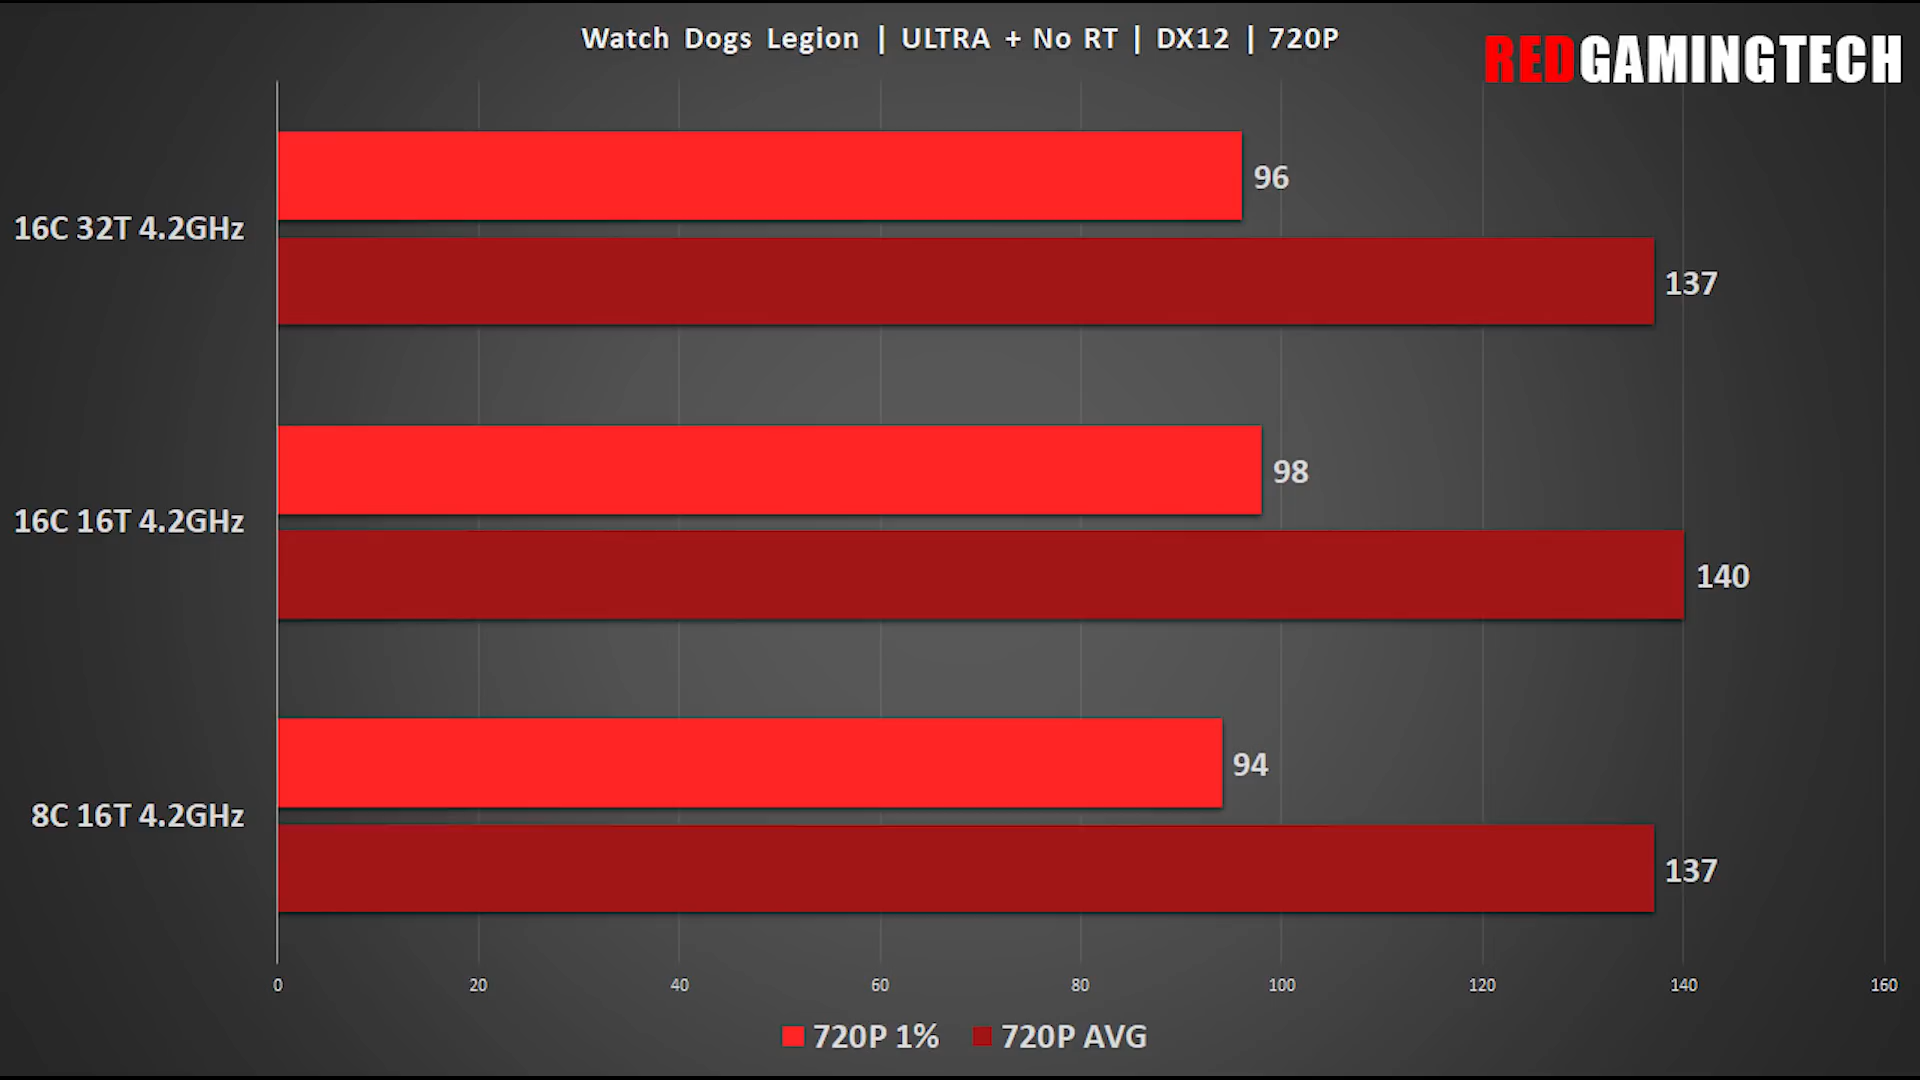 Watch Dogs Legion | ULTRA + No RT | DX12 | 720P
REDGAMINGTECH
16C 32T 4.2GHz
96
137
16C 16T 4.2GHz
98
140
8C 16T 4.2GHz
94
137
0 20 40 60 80 100 120 140 160
720P 1% 720P AVG